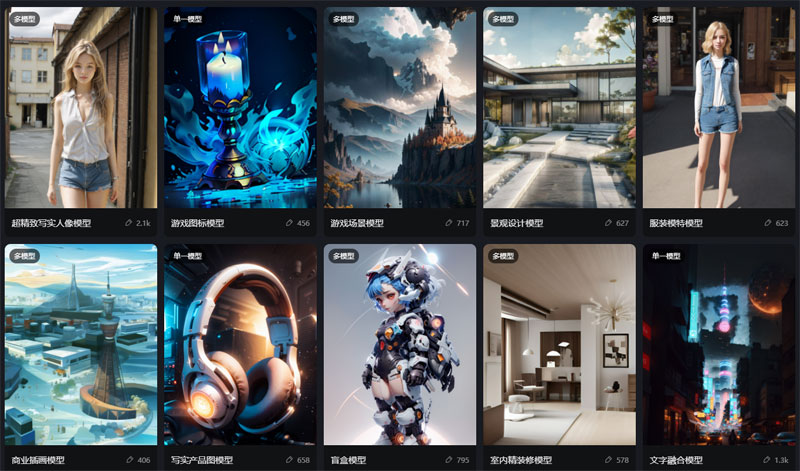 多模型
单一模型
多模型
多模型
多模型
超精致写实人像模型 2.1k
游戏图标模型 456
游戏场景模型 717
景观设计模型 627
服装模特模型 623
多模型
单一模型
多模型
多模型
单一模型
商业插画模型 406
写实产品图模型 658
盲盒模型 795
室内精装修模型 578
文字融合模型 1.3k